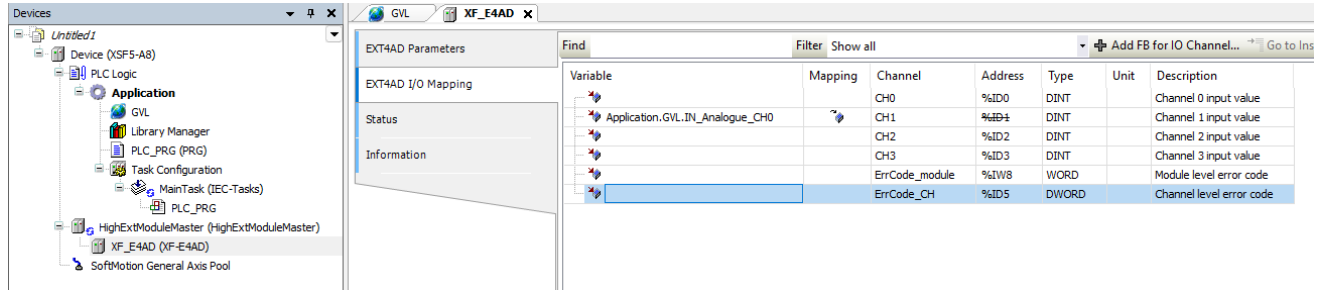 Devices
Untitled1
Device (XSF5-A8)
PLC Logic
Application
GVL
Library Manager
PLC_PRG (PRG)
Task Configuration
MainTask (IEC-Tasks)
PLC_PRG
HighExtModuleMaster (HighExtModuleMaster)
XF_E4AD (XF-E4AD)
SoftMotion General Axis Pool
GVL XF_E4AD
EXT4AD Parameters
EXT4AD I/O Mapping
Status
Information
Find Filter Show all Add FB for IO Channel... Go to Ins
Variable Mapping Channel Address Type Unit Description
CH0 %ID0 DINT Channel 0 input value
Application.GVL.IN_Analogue_CH0 CH1 %ID1 DINT Channel 1 input value
CH2 %ID2 DINT Channel 2 input value
CH3 %ID3 DINT Channel 3 input value
ErrCode_module %IW8 WORD Module level error code
ErrCode_CH %ID5 DWORD Channel level error code